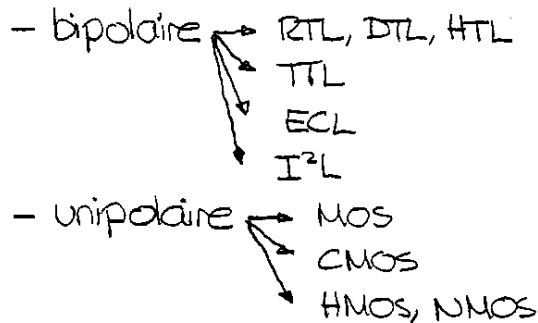 - bipolaire → RTL, DTL, HTL
→ TTL
→ ECL
→ I²L
- unipolaire → MOS
→ CMOS
→ HMOS, NMOS